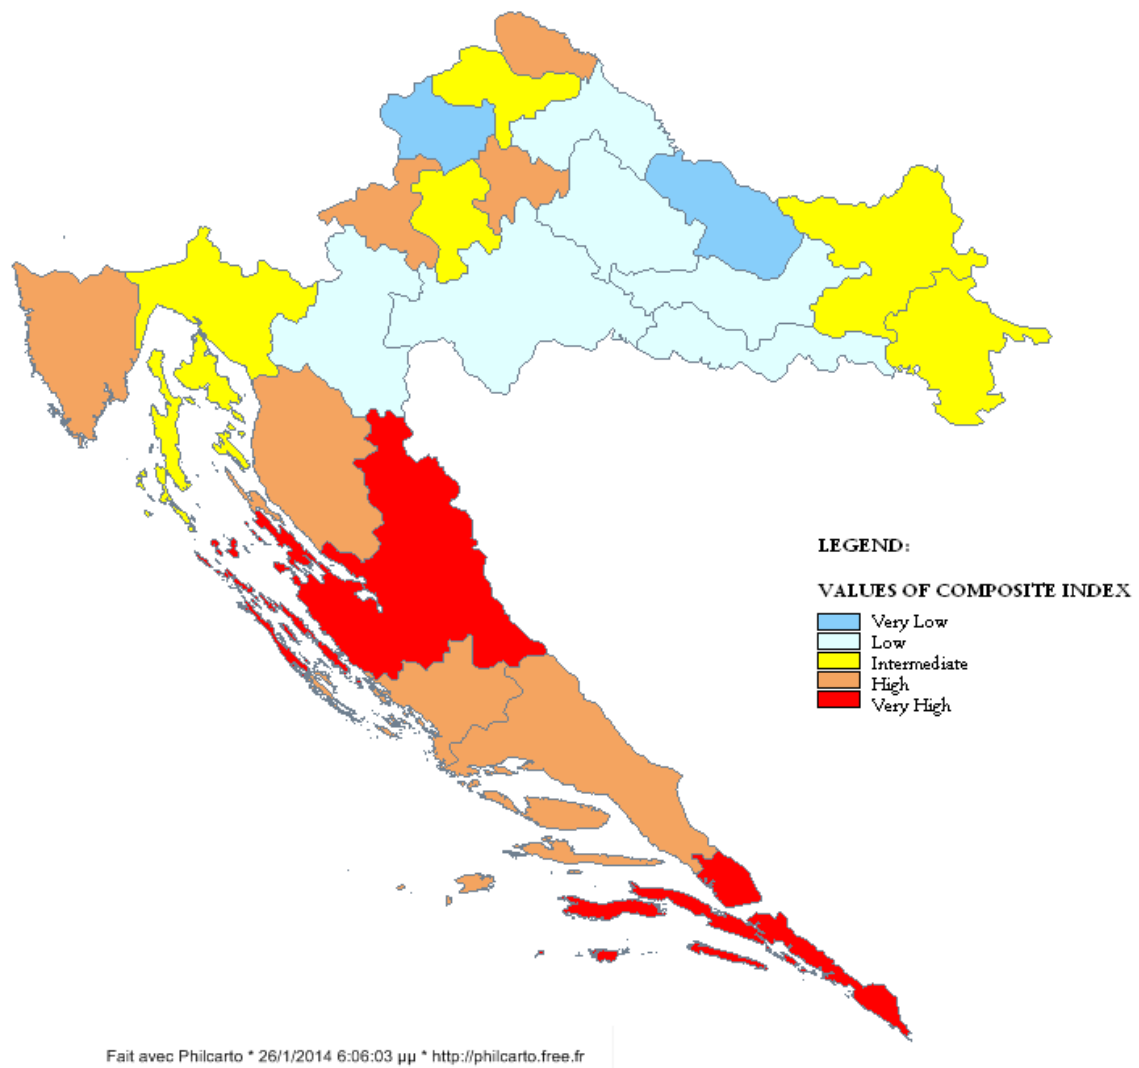 LEGEND:
VALUES OF COMPOSITE INDEX
Very Low
Low
Intermediate
High
Very High
Fait avec Philcarto * 26/1/2014 6:06:03 μμ * http://philcarto.free.fr